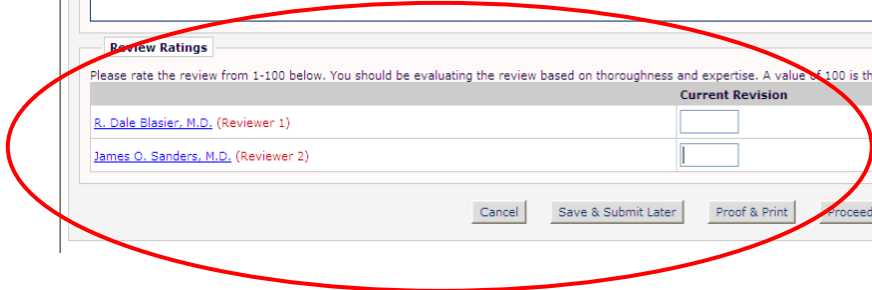 Review Ratings
Please rate the review from 1-100 below. You should be evaluating the review based on thoroughness and expertise. A value of 100 is th
Current Revision
R. Dale Blasier, M.D. (Reviewer 1)
James O. Sanders, M.D. (Reviewer 2)
Cancel Save & Submit Later Proof & Print Proceed